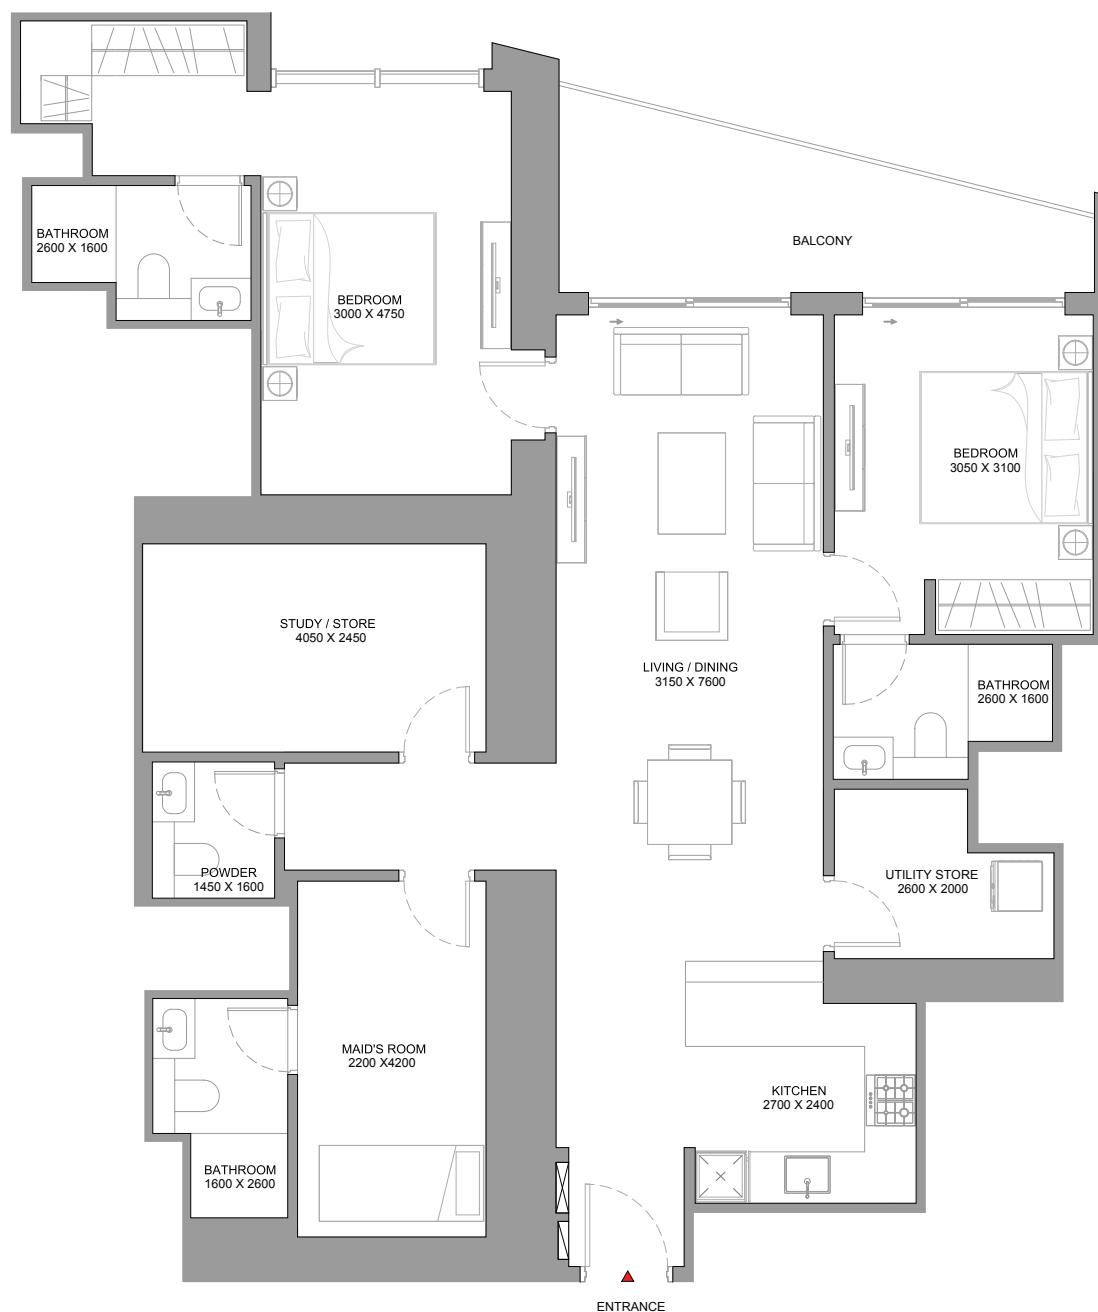 BALCONY
BATHROOM
2600 X 1600
BEDROOM
3000 X 4750
BEDROOM
3050 X 3100
STUDY / STORE
4050 X 2450
LIVING / DINING
3150 X 7600
BATHROOM
2600 X 1600
POWDER
1450 X 1600
UTILITY STORE
2600 X 2000
MAID'S ROOM
2200 X4200
KITCHEN
2700 X 2400
BATHROOM
1600 X 2600
ENTRANCE